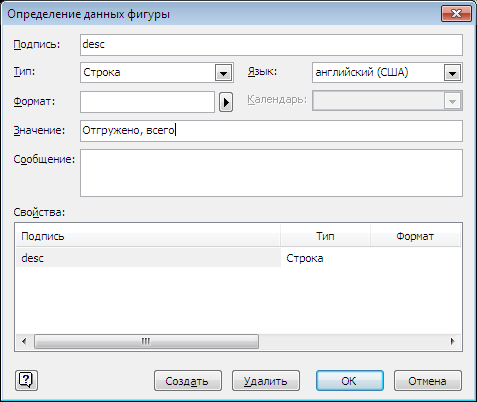 Определение данных фигуры
Подпись: desc
Тип: Строка Язык: английский (США)
Формат: Календарь:
Значение: Отгружено, всего
Сообщение:
Свойства:
Подпись Тип Формат
desc Строка
? Создать Удалить ОК Отмена